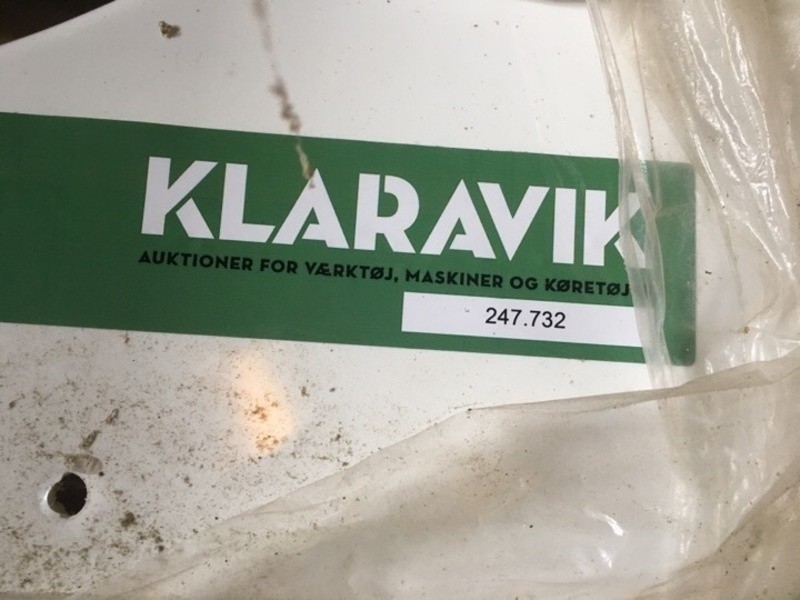 KLARAVIK
AUKTIONER FOR VÆRKTØJ, MASKINER OG KØRETØJ
247.732